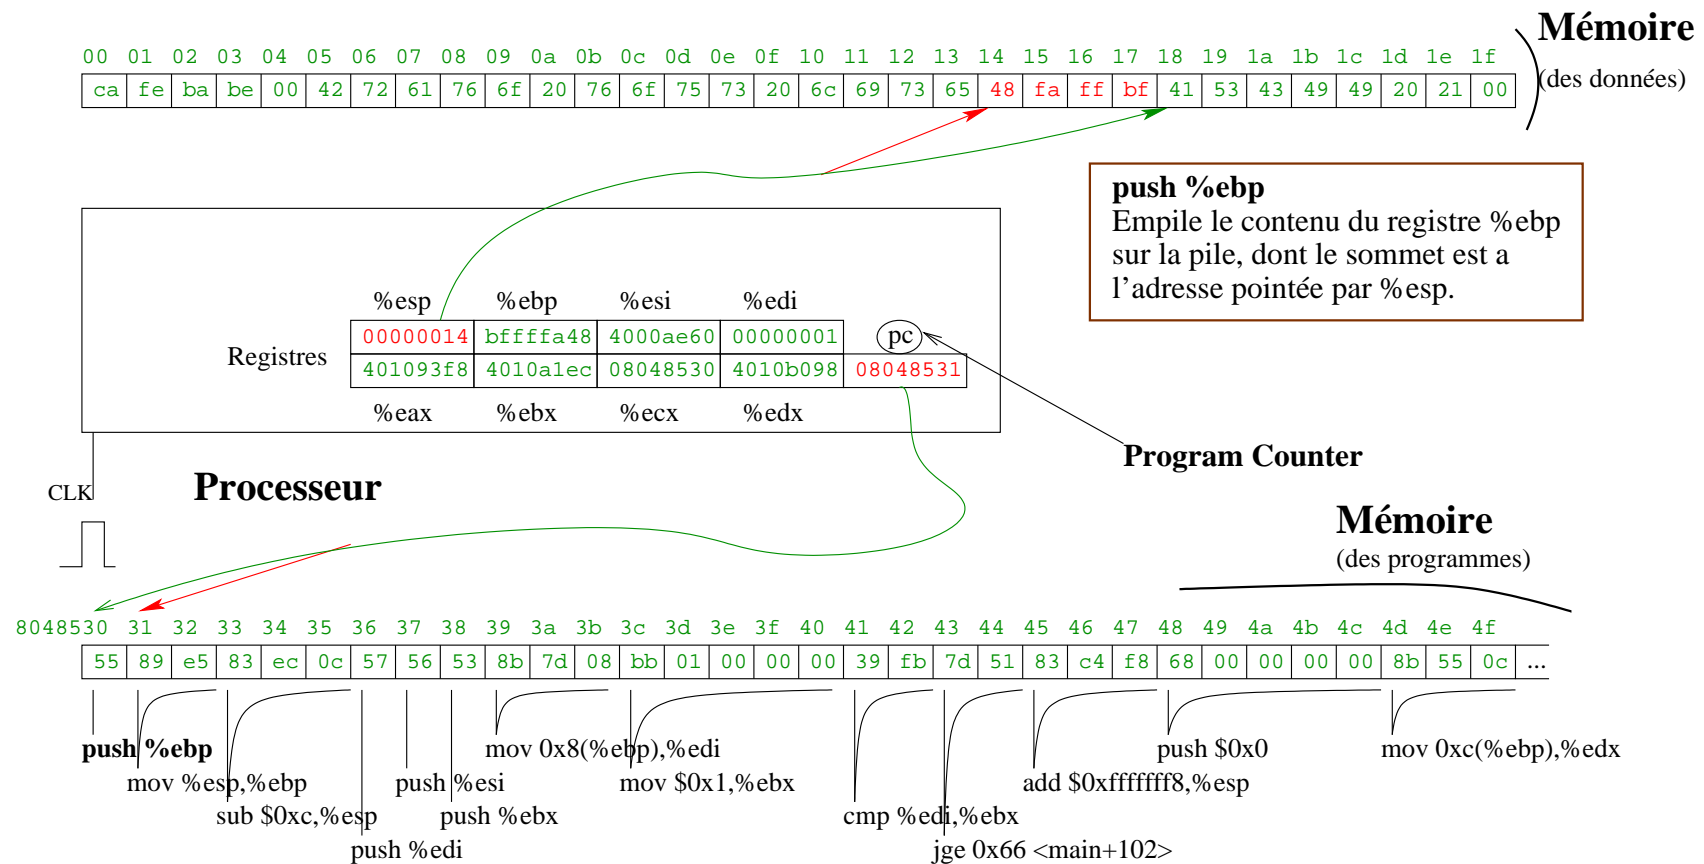 Mémoire
(des données)
00 01 02 03 04 05 06 07 08 09 0a 0b 0c 0d 0e 0f 10 11 12 13 14 15 16 17 18 19 1a 1b 1c 1d 1e 1f
ca fe ba be 00 42 72 61 76 6f 20 76 6f 75 73 20 6c 69 73 65 48 fa ff bf 41 53 43 49 49 20 21 00
push %ebp
Empile le contenu du registre %ebp
sur la pile, dont le sommet est a
l'adresse pointée par %esp.
%esp %ebp %esi %edi
00000014 bffffa48 4000ae60 00000001 pc
Registres
401093f8 4010a1ec 08048530 4010b098 08048531
%eax %ebx %ecx %edx
Program Counter
CLK
Processeur
Mémoire
(des programmes)
8048530 31 32 33 34 35 36 37 38 39 3a 3b 3c 3d 3e 3f 40 41 42 43 44 45 46 47 48 49 4a 4b 4c 4d 4e 4f
55 89 e5 83 ec 0c 57 56 53 8b 7d 08 bb 01 00 00 00 39 fb 7d 51 83 c4 f8 68 00 00 00 00 8b 55 0c ...
push %ebp mov 0x8(%ebp),%edi push $0x0 mov 0xc(%ebp),%edx
mov %esp,%ebp push %esi mov $0x1,%ebx add $0xfffffff8,%esp
sub $0xc,%esp push %ebx cmp %edi,%ebx
push %edi jge 0x66 <main+102>